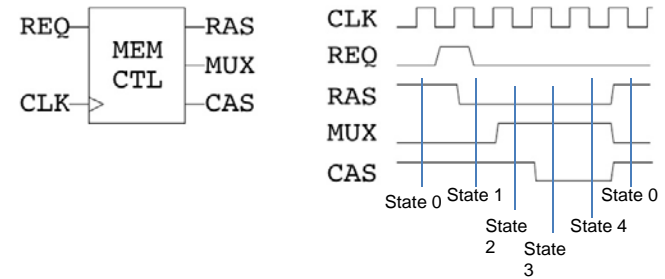 REQ
RAS
MEM
CTL
MUX
CLK
CAS
CLK
REQ
RAS
MUX
CAS
State 0
State 1
State
2
State
3
State 4
State 0